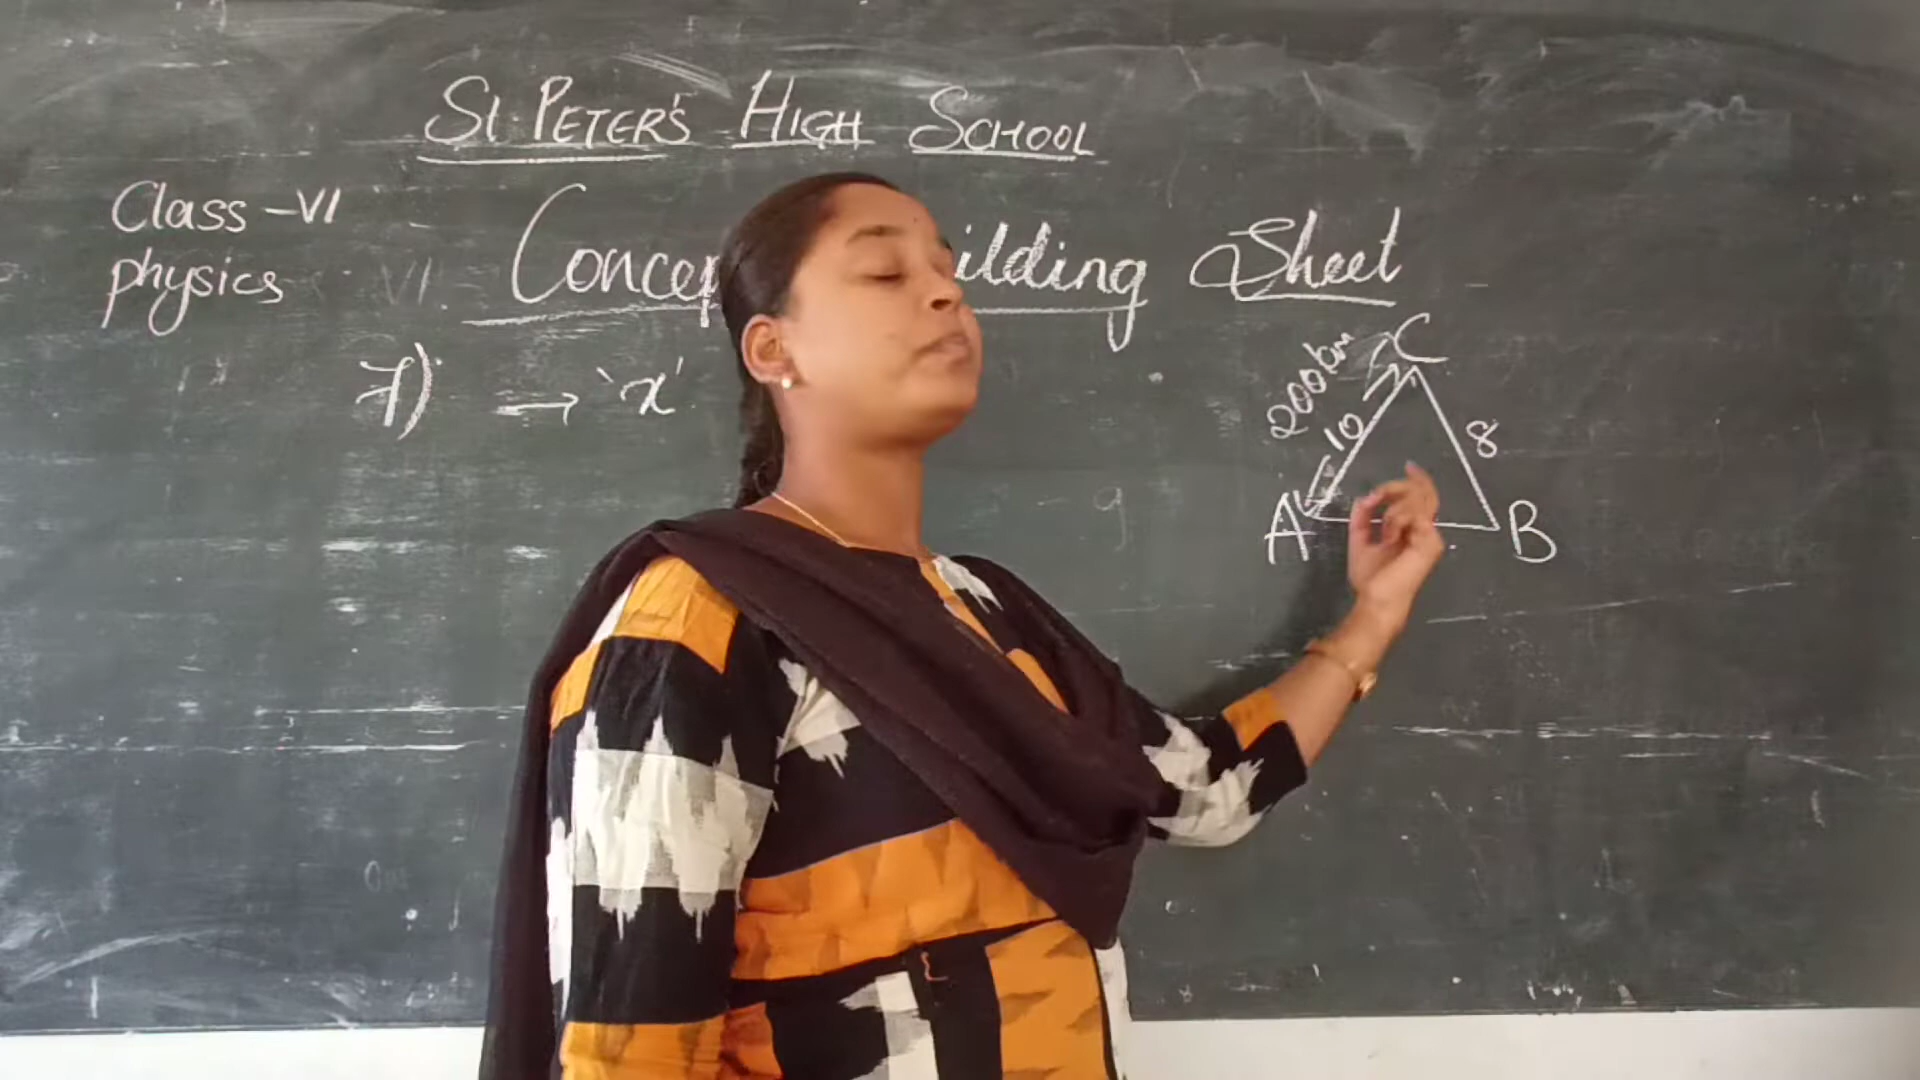 St. PETER'S HIGH SCHOOL
Class - VI
physics
Concep ilding Sheet
7) → 'x'
200km
C
10
8
A
B